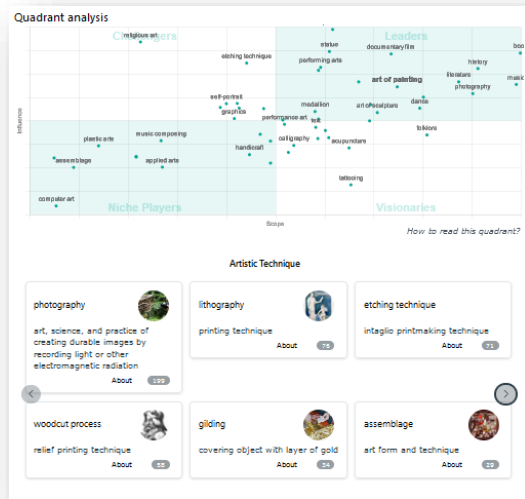 Quadrant analysis
religious art
Leaders
statue
documentary film
etching technique
performing arts
history
art of painting
literature
music
photography
self-portrait
medallion
art of sculpture
dance
graphics
performance art
folklore
music composing
calligraphy
acupuncture
plastic arts
handicraft
assemblage
applied arts
tattooing
computer art
Niche Players
Visionaries
Influence
Scope
How to read this quadrant?
Artistic Technique
photography
art, science, and practice of
creating durable images by
recording light or other
electromagnetic radiation
About 199
lithography
printing technique
About
etching technique
intaglio printmaking technique
About 71
woodcut process
relief printing technique
About
gilding
covering object with layer of gold
About
assemblage
art form and technique
About 29